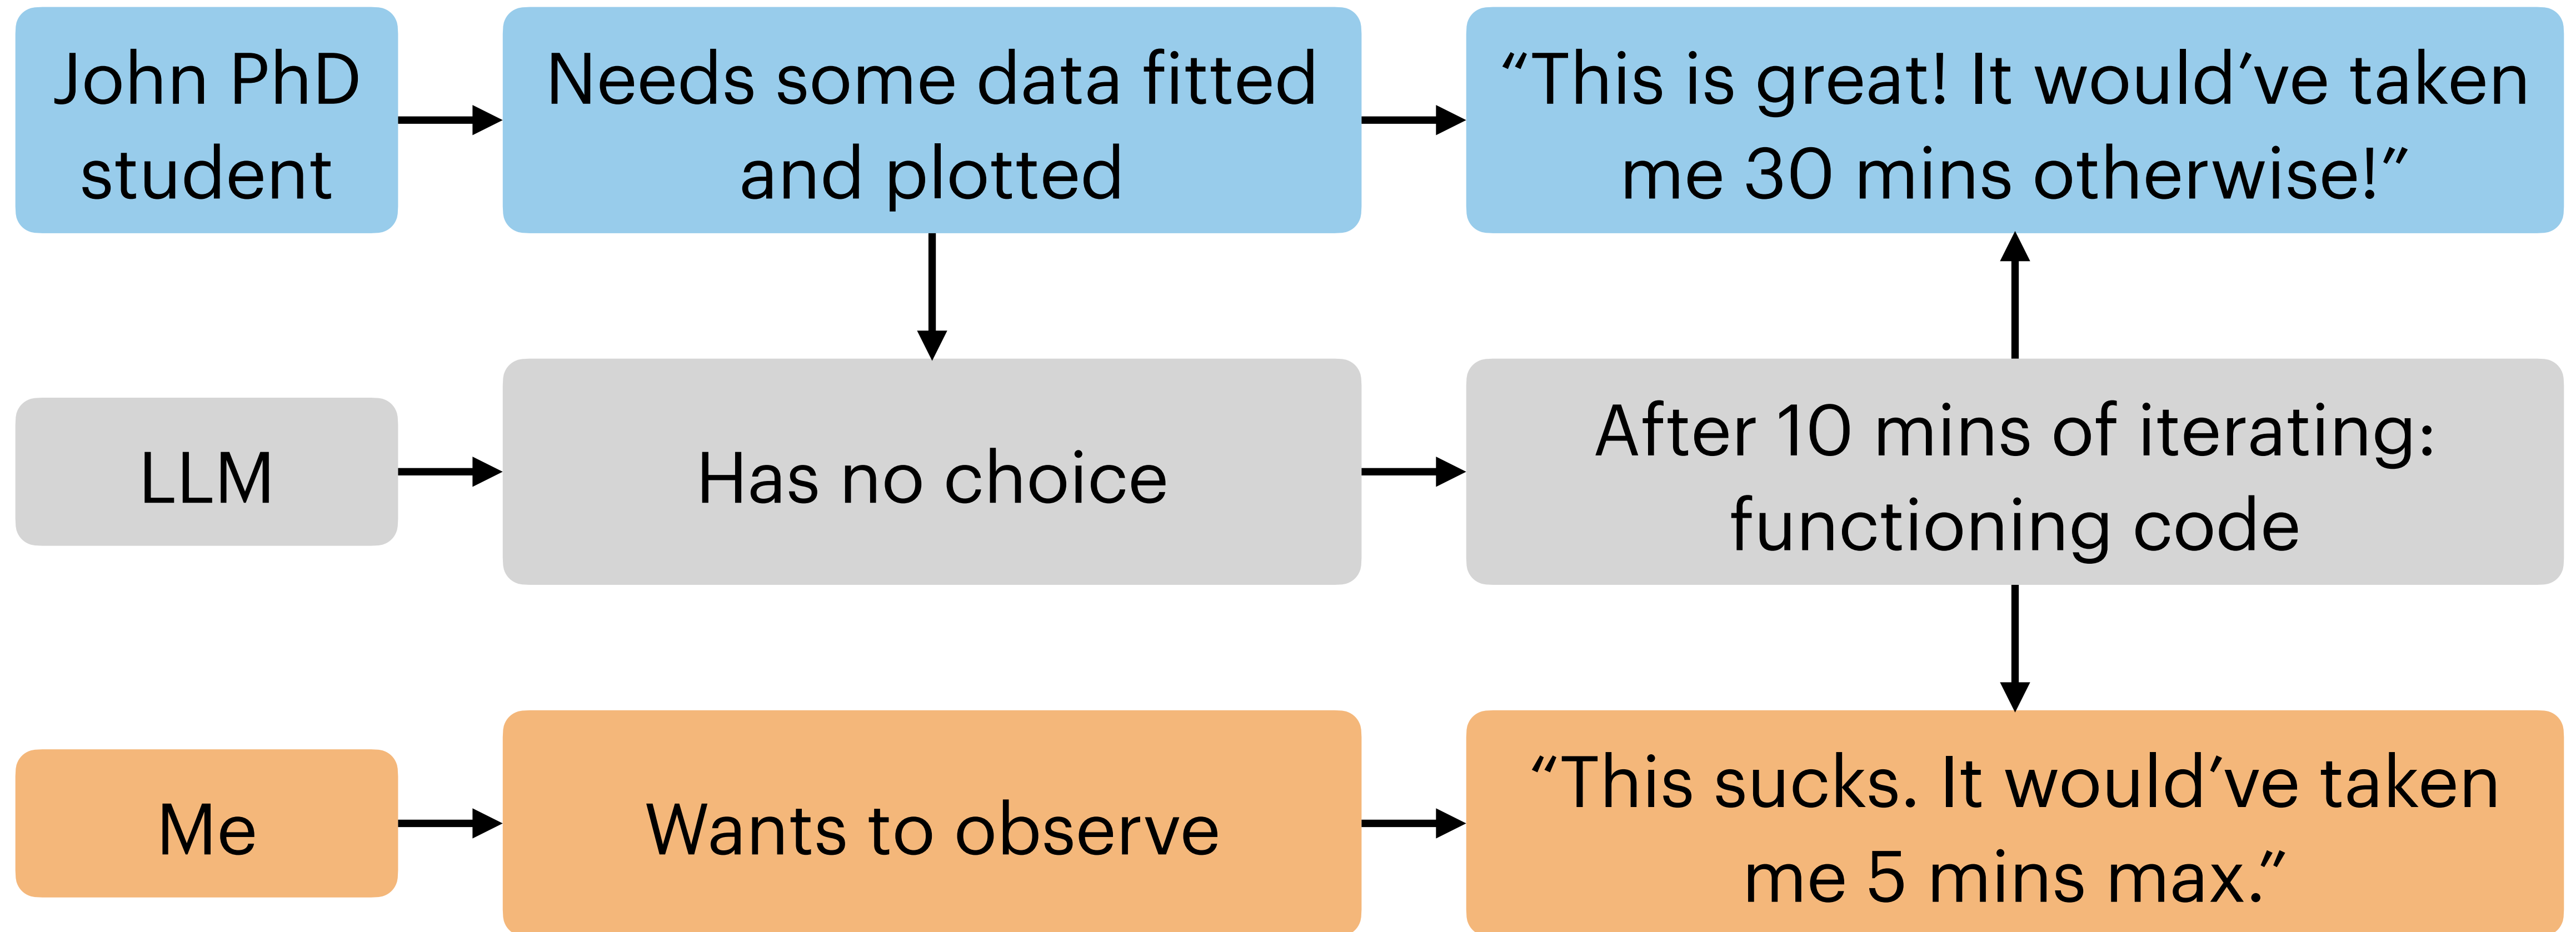 John PhD
student
Needs some data fitted
and plotted
“This is great! It would’ve taken
me 30 mins otherwise!”
LLM
Has no choice
After 10 mins of iterating:
functioning code
Me
Wants to observe
“This sucks. It would’ve taken
me 5 mins max.”